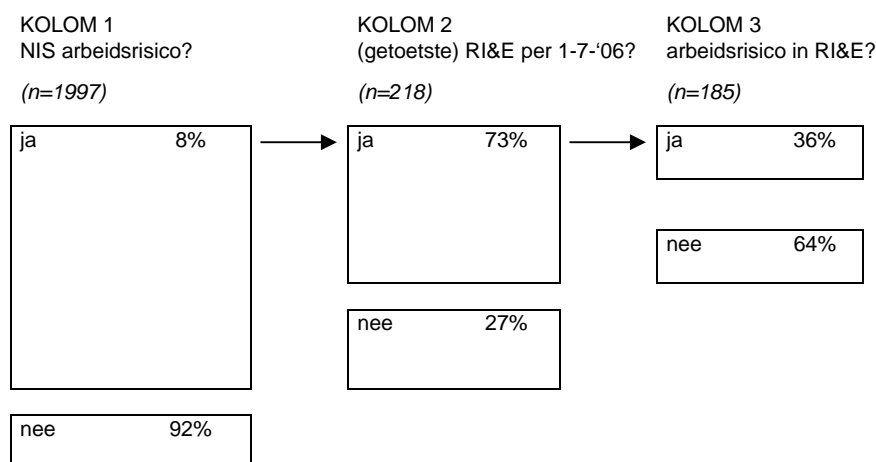 KOLOM 1
NIS arbeidsrisico?
(n=1997)
KOLOM 2
(getoetste) RI&E per 1-7-‘06?
(n=218)
KOLOM 3
arbeidsrisico in RI&E?
(n=185)
ja 8%
ja 73%
ja 36%
nee 64%
nee 27%
nee 92%